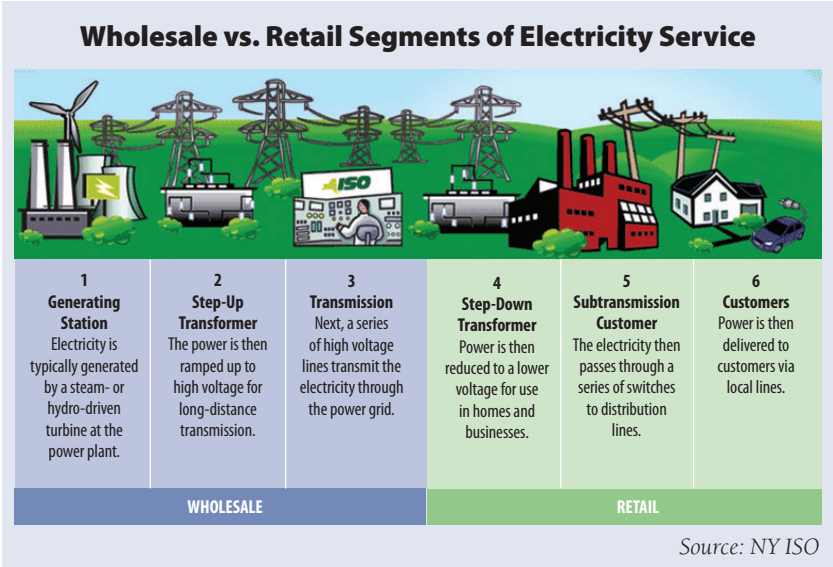 Wholesale vs. Retail Segments of Electricity Service
ISO
1
Generating
Station
Electricity is
typically generated
by a steam- or
hydro-driven
turbine at the
power plant.
2
Step-Up
Transformer
The power is then
ramped up to
high voltage for
long-distance
transmission.
3
Transmission
Next, a series
of high voltage
lines transmit the
electricity through
the power grid.
4
Step-Down
Transformer
Power is then
reduced to a lower
voltage for use
in homes and
businesses.
5
Subtransmission
Customer
The electricity then
passes through a
series of switches
to distribution
lines.
6
Customers
Power is then
delivered to
customers via
local lines.
WHOLESALE
RETAIL
Source: NY ISO